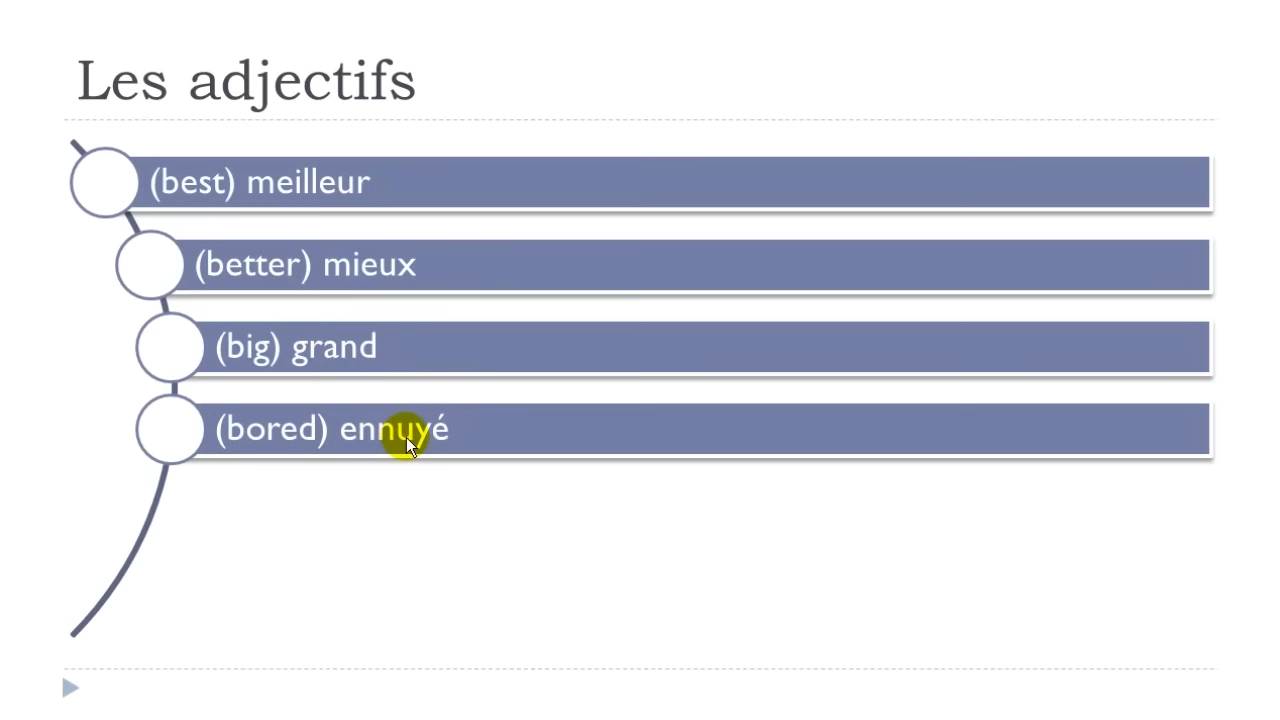 Les adjectifs
(best) meilleur
(better) mieux
(big) grand
(bored) ennuyé